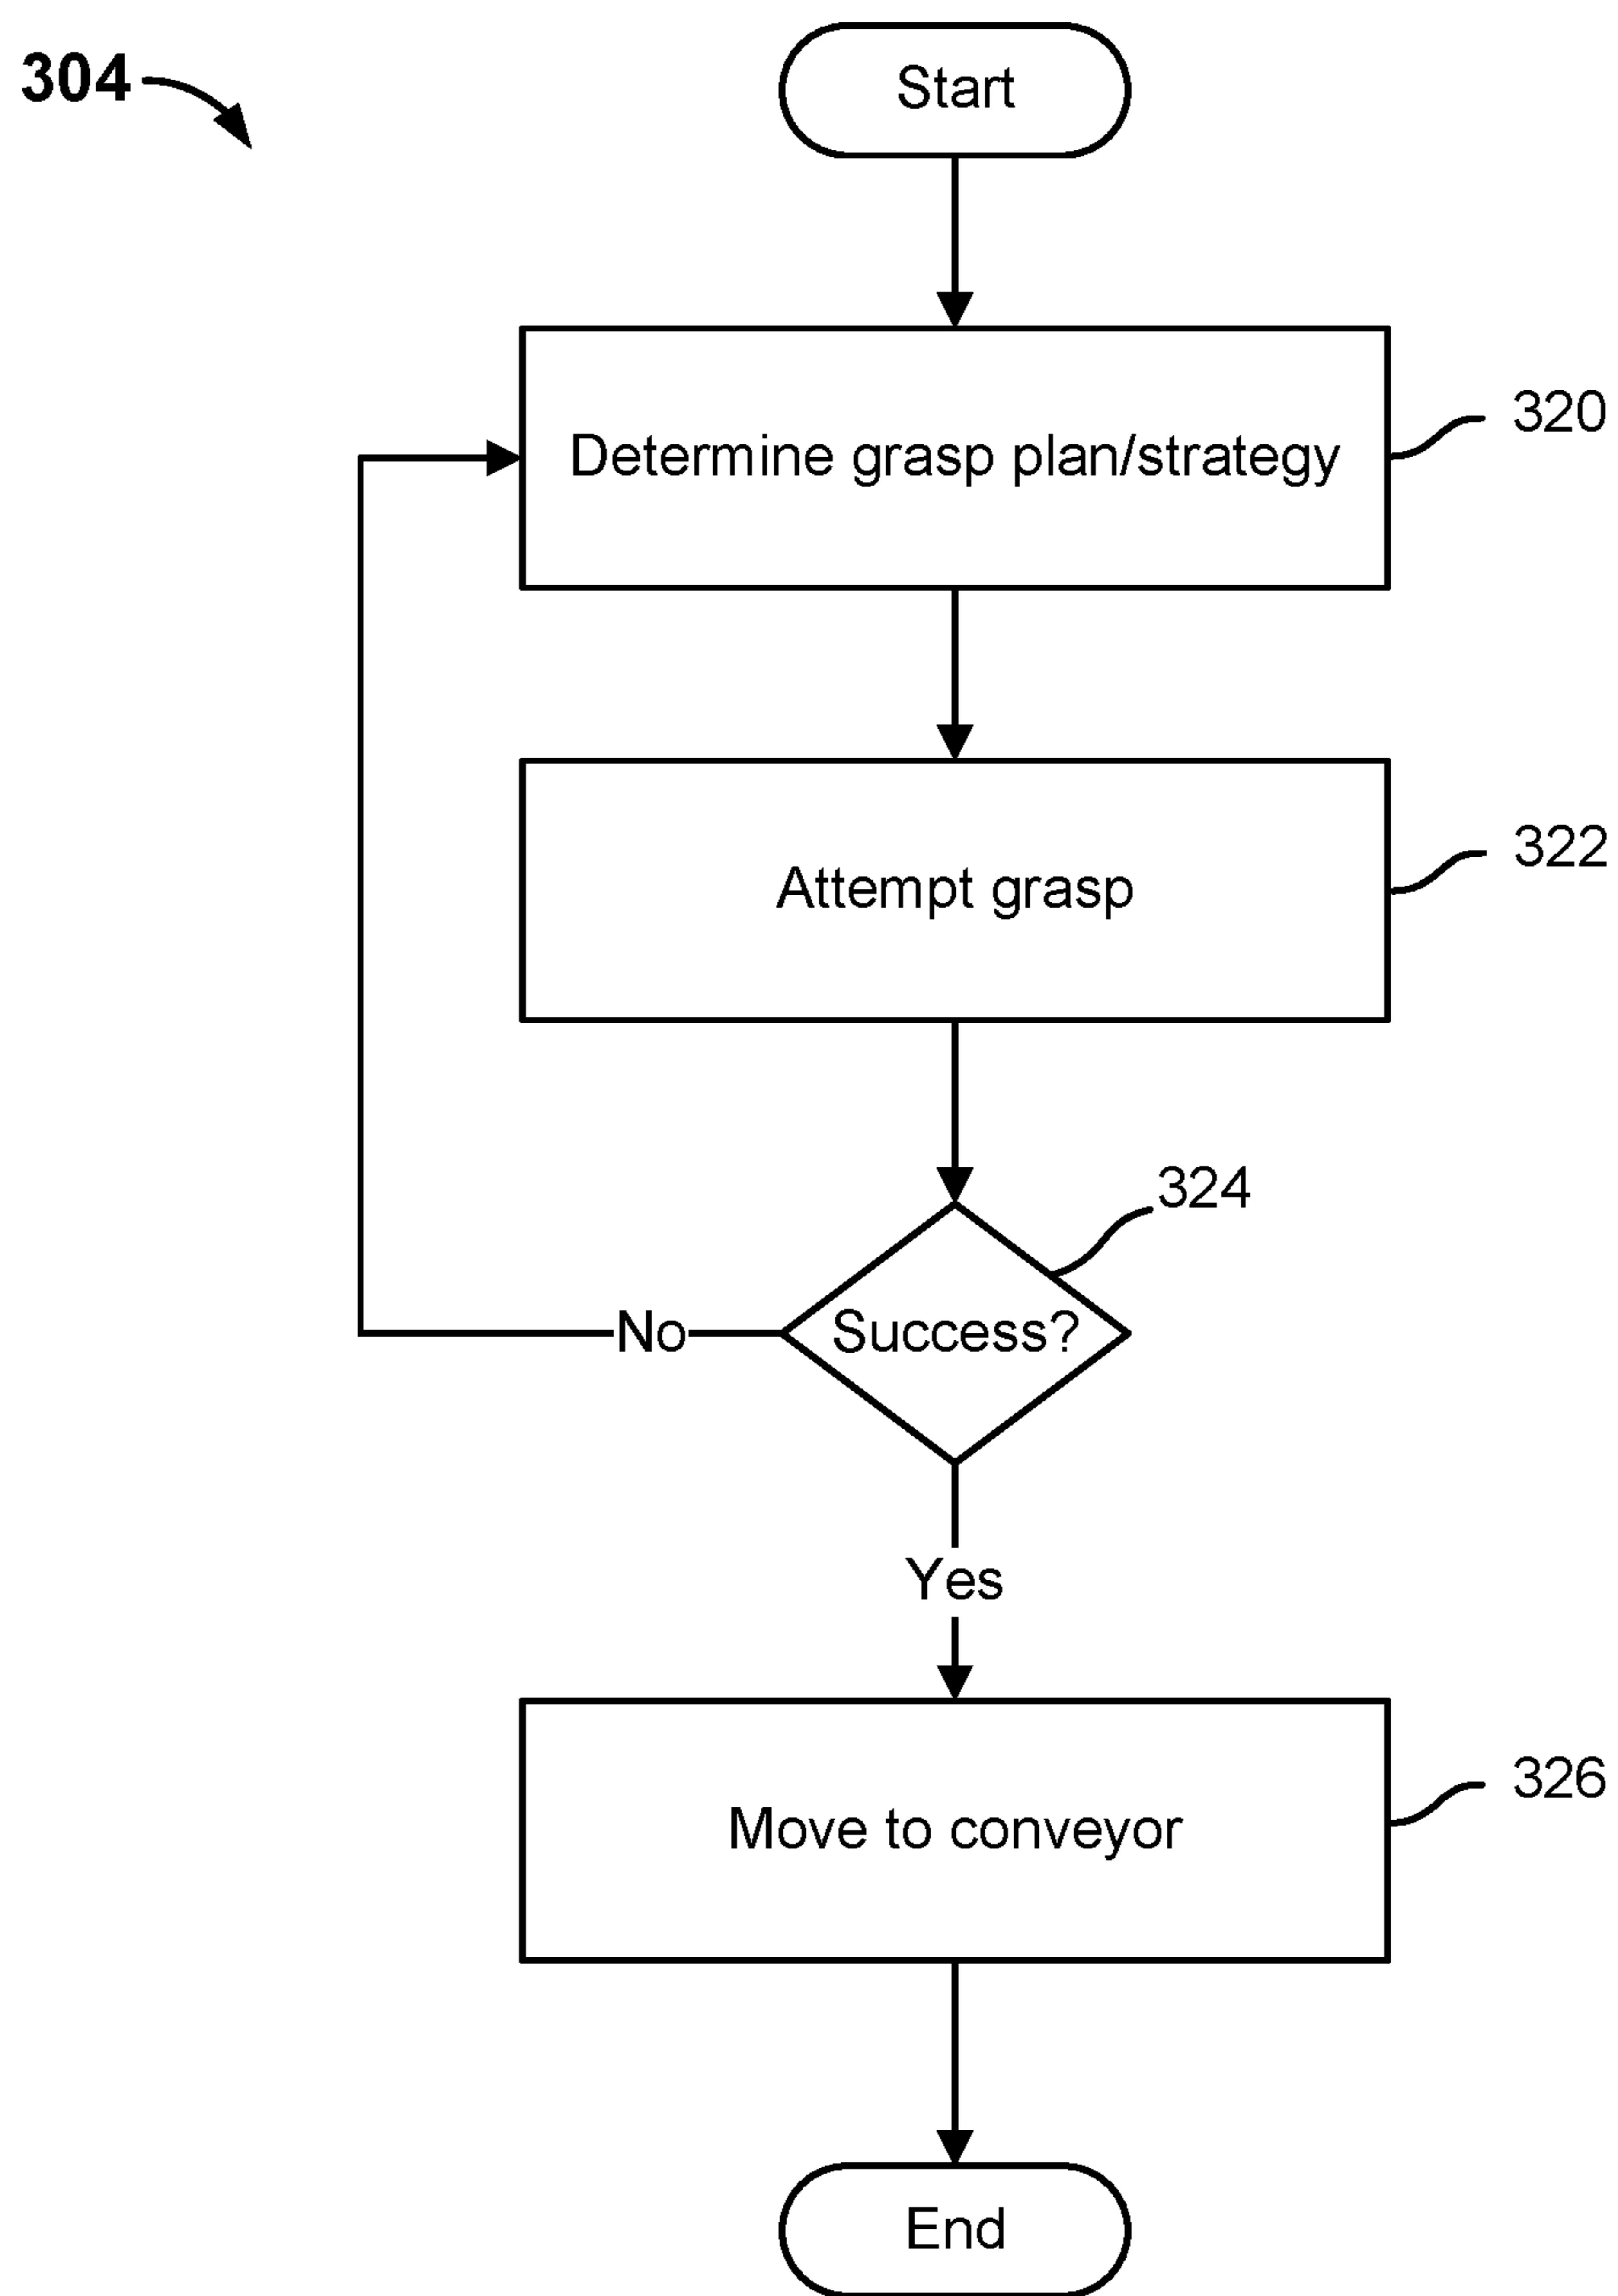 304
Start
Determine grasp plan/strategy
320
Attempt grasp
322
324
Success?
No
Yes
Move to conveyor
326
End